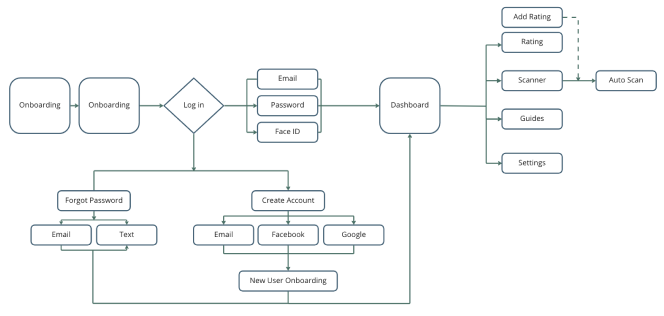 Add Rating
Rating
Onboarding
Onboarding
Log in
Email
Password
Face ID
Dashboard
Scanner
Auto Scan
Guides
Settings
Forgot Password
Create Account
Email
Text
Email
Facebook
Google
New User Onboarding